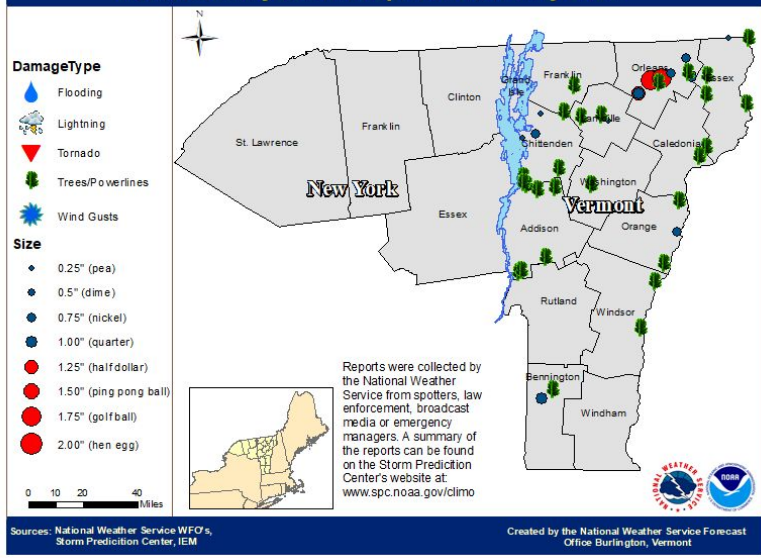 N
DamageType
Flooding
Lightning
Tornado
Trees/Powerlines
Wind Gusts
Size
0.25" (pea)
0.5" (dime)
0.75" (nickel)
1.00" (quarter)
1.25" (half dollar)
1.50" (ping pong ball)
1.75" (golf ball)
2.00" (hen egg)
0 10 20 40
Miles
St. Lawrence
Franklin
Clinton
Essex
New York
Grand
Isle
Franklin
Orleans
Essex
Chittenden
Caledonia
Washington
Vermont
Addison
Orange
Rutland
Windsor
Bennington
Windham
Reports were collected by
the National Weather
Service from spotters, law
enforcement, broadcast
media or emergency
managers. A summary of
the reports can be found
on the Storm Predicition
Center's website at:
www.spc.noaa.gov/climo
NATIONAL WEATHER SERVICE
NOAA
Sources: National Weather Service WFO's,
Storm Predicition Center, IEM
Created by the National Weather Service Forecast
Office Burlington, Vermont